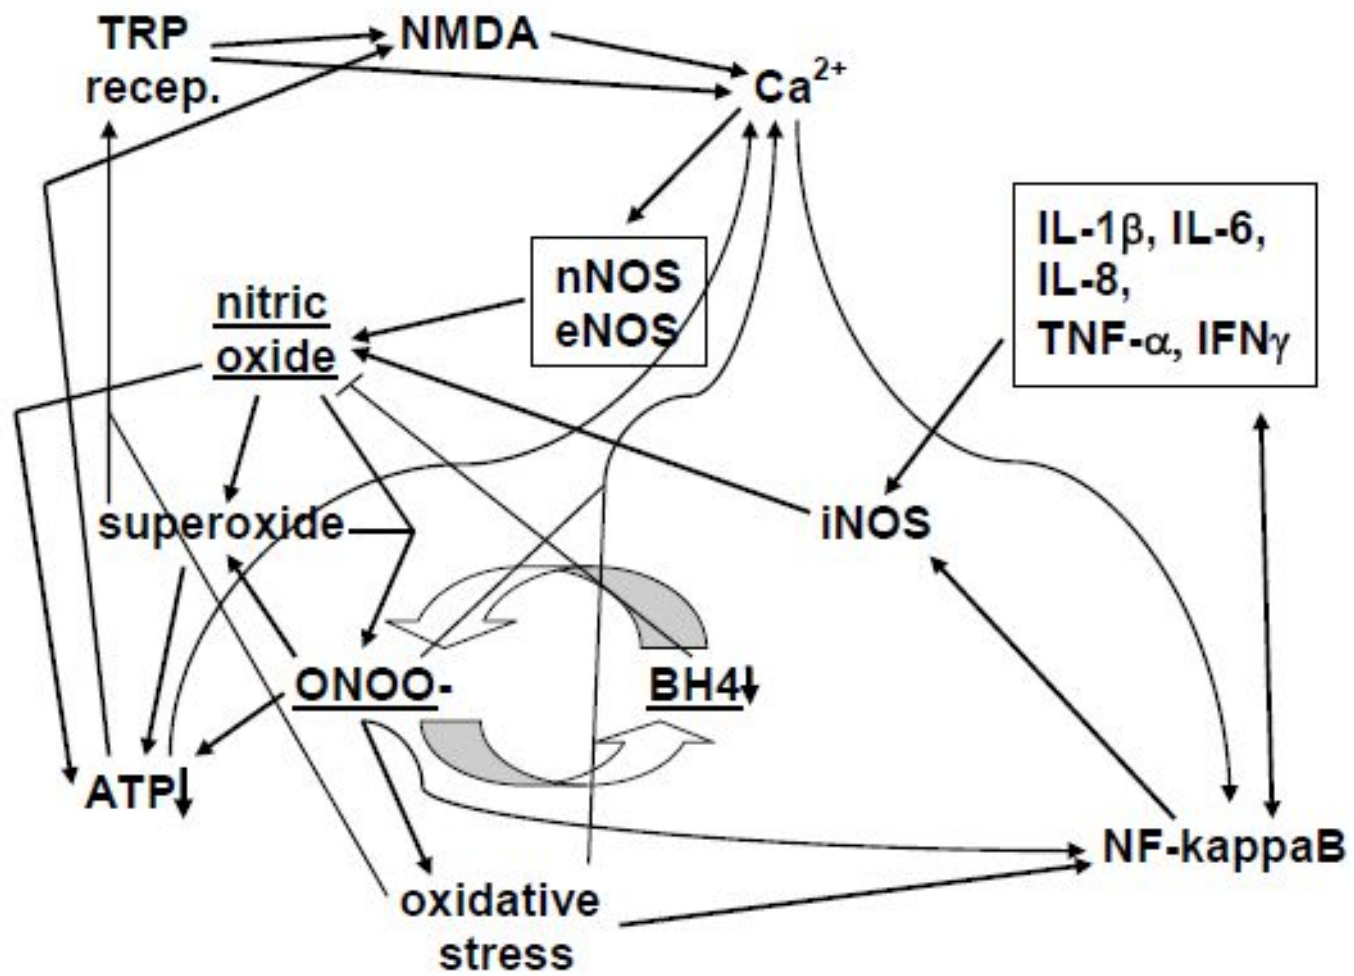 TRP
recep.
NMDA
Ca²⁺
IL-1β, IL-6,
IL-8,
TNF-α, IFNγ
nNOS
eNOS
nitric
oxide
superoxide
iNOS
ONOO-
BH4
ATP
NF-kappaB
oxidative
stress